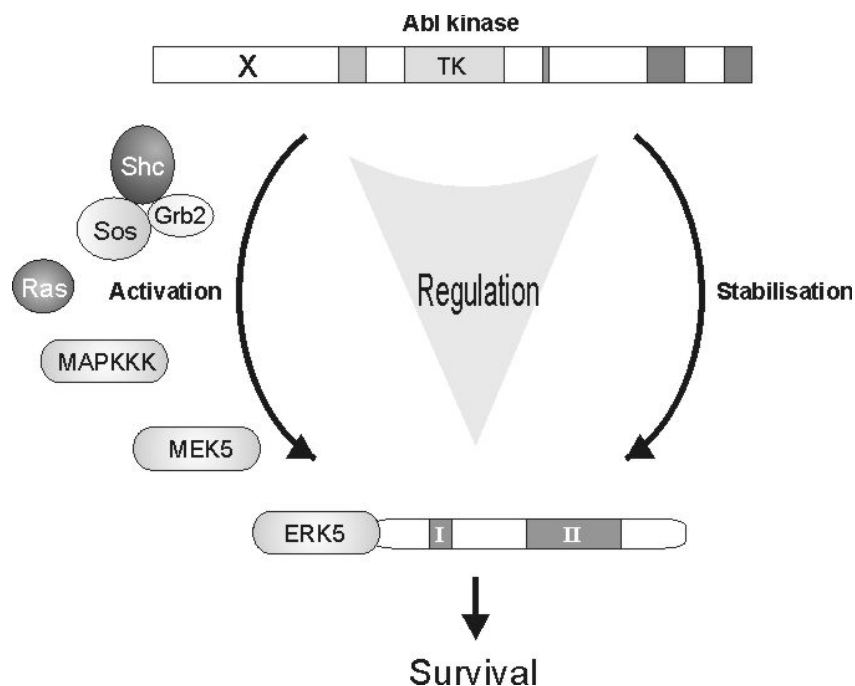 Abl kinase
X
TK
Shc
Sos
Grb2
Ras
Activation
Regulation
Stabilisation
MAPKKK
MEK5
ERK5
I
II
Survival